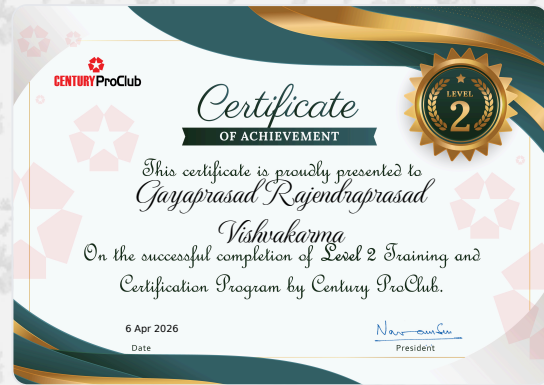 CENTURY ProClub
Certificate
OF ACHIEVEMENT
LEVEL
2
This certificate is proudly presented to
Gayaprasad Rajendraprasad
Vishvakarma
On the successful completion of Level 2 Training and
Certification Program by Century ProClub.
6 Apr 2026
Date
President